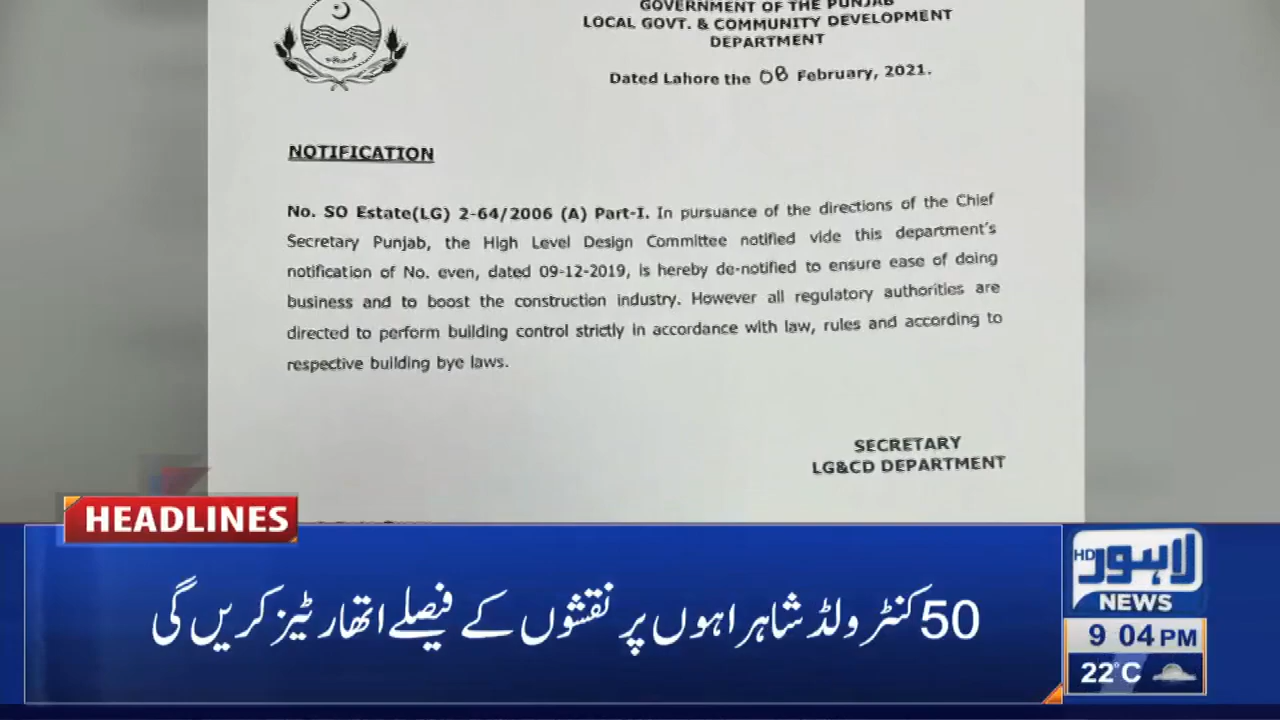 GOVERNMENT OF THE PUNJAB
LOCAL GOVT. & COMMUNITY DEVELOPMENT
DEPARTMENT
Dated Lahore the 08 February, 2021.
NOTIFICATION
No. SO Estate(LG) 2-64/2006 (A) Part-I. In pursuance of the directions of the Chief
Secretary Punjab, the High Level Design Committee notified vide this department's
notification of No. even, dated 09-12-2019, is hereby de-notified to ensure ease of doing
business and to boost the construction industry. However all regulatory authorities are
directed to perform building control strictly in accordance with law, rules and according to
respective building bye laws.
SECRETARY
LG&CD DEPARTMENT
HEADLINES
50 کنٹرولڈ شاہراہوں پر نقشوں کے فیصلے اتھارٹیز کریں گی
HD لاہور
NEWS
9 04 PM
22°C